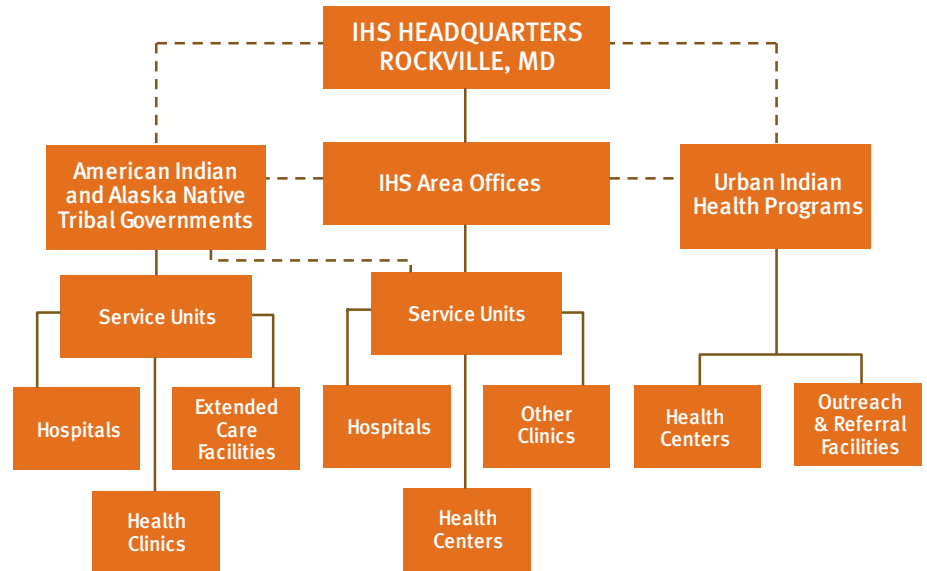 IHS HEADQUARTERS
ROCKVILLE, MD
American Indian
and Alaska Native
Tribal Governments
IHS Area Offices
Urban Indian
Health Programs
Service Units
Service Units
Hospitals
Extended
Care
Facilities
Hospitals
Other
Clinics
Health
Centers
Outreach
& Referral
Facilities
Health
Clinics
Health
Centers